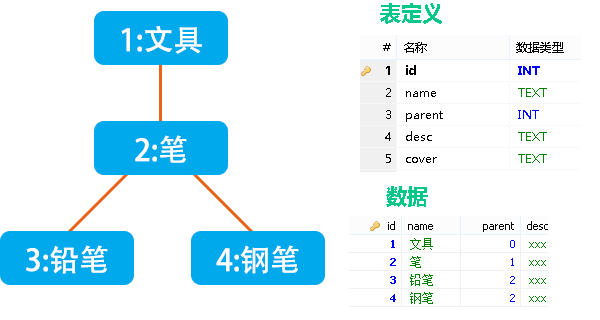 1:文具
2:笔
3:铅笔
4:钢笔
表定义
# 名称 数据类型
1 id INT
2 name TEXT
3 parent INT
4 desc TEXT
5 cover TEXT
数据
id name parent desc
1 文具 0 xxx
2 笔 1 xxx
3 铅笔 2 xxx
4 钢笔 2 xxx